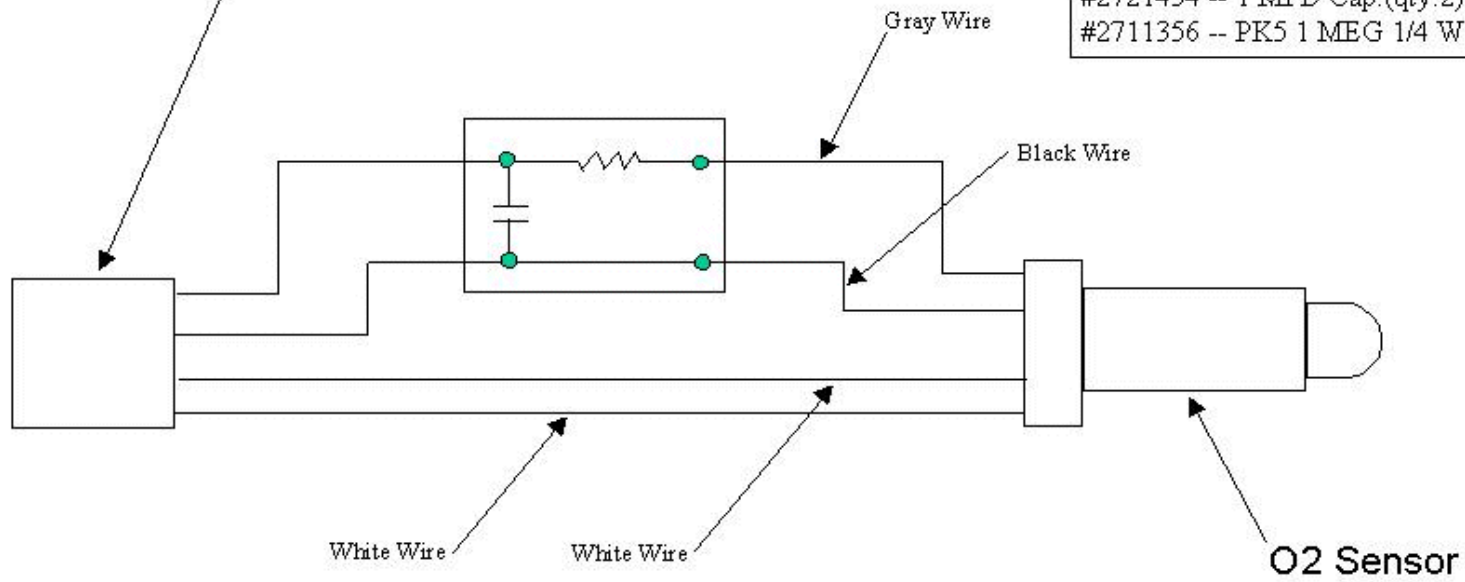 #2711356 -- PK5 1 MEG 1/4 W
Gray Wire
Black Wire
White Wire
White Wire
O2 Sensor